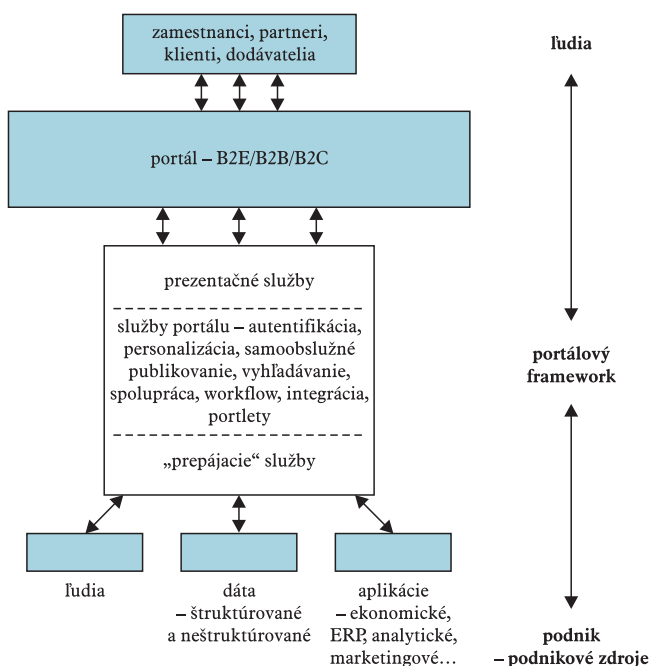 zamestnanci, partneri,
klienti, dodávatelia
ľudia
portál – B2E/B2B/B2C
prezentačné služby
služby portálu – autentifikácia,
personalizácia, samoobslužné
publikovanie, vyhľadávanie,
spolupráca, workflow, integrácia,
portlety
„prepájacie“ služby
portálový
framework
ľudia
dáta
– štruktúrované
a neštruktúrované
aplikácie
– ekonomické,
ERP, analytické,
marketingové…
podnik
– podnikové zdroje